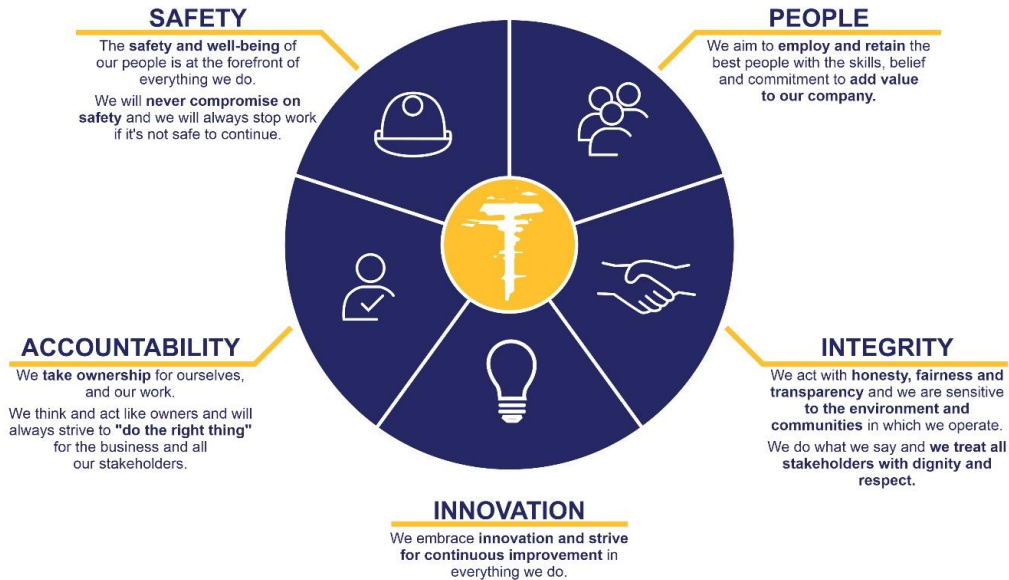 SAFETY
The safety and well-being of
our people is at the forefront of
everything we do.
We will never compromise on
safety and we will always stop work
if it's not safe to continue.
PEOPLE
We aim to employ and retain the
best people with the skills, belief
and commitment to add value
to our company.
ACCOUNTABILITY
We take ownership for ourselves,
and our work.
We think and act like owners and will
always strive to "do the right thing"
for the business and all
our stakeholders.
INTEGRITY
We act with honesty, fairness and
transparency and we are sensitive
to the environment and
communities in which we operate.
We do what we say and we treat all
stakeholders with dignity and
respect.
INNOVATION
We embrace innovation and strive
for continuous improvement in
everything we do.